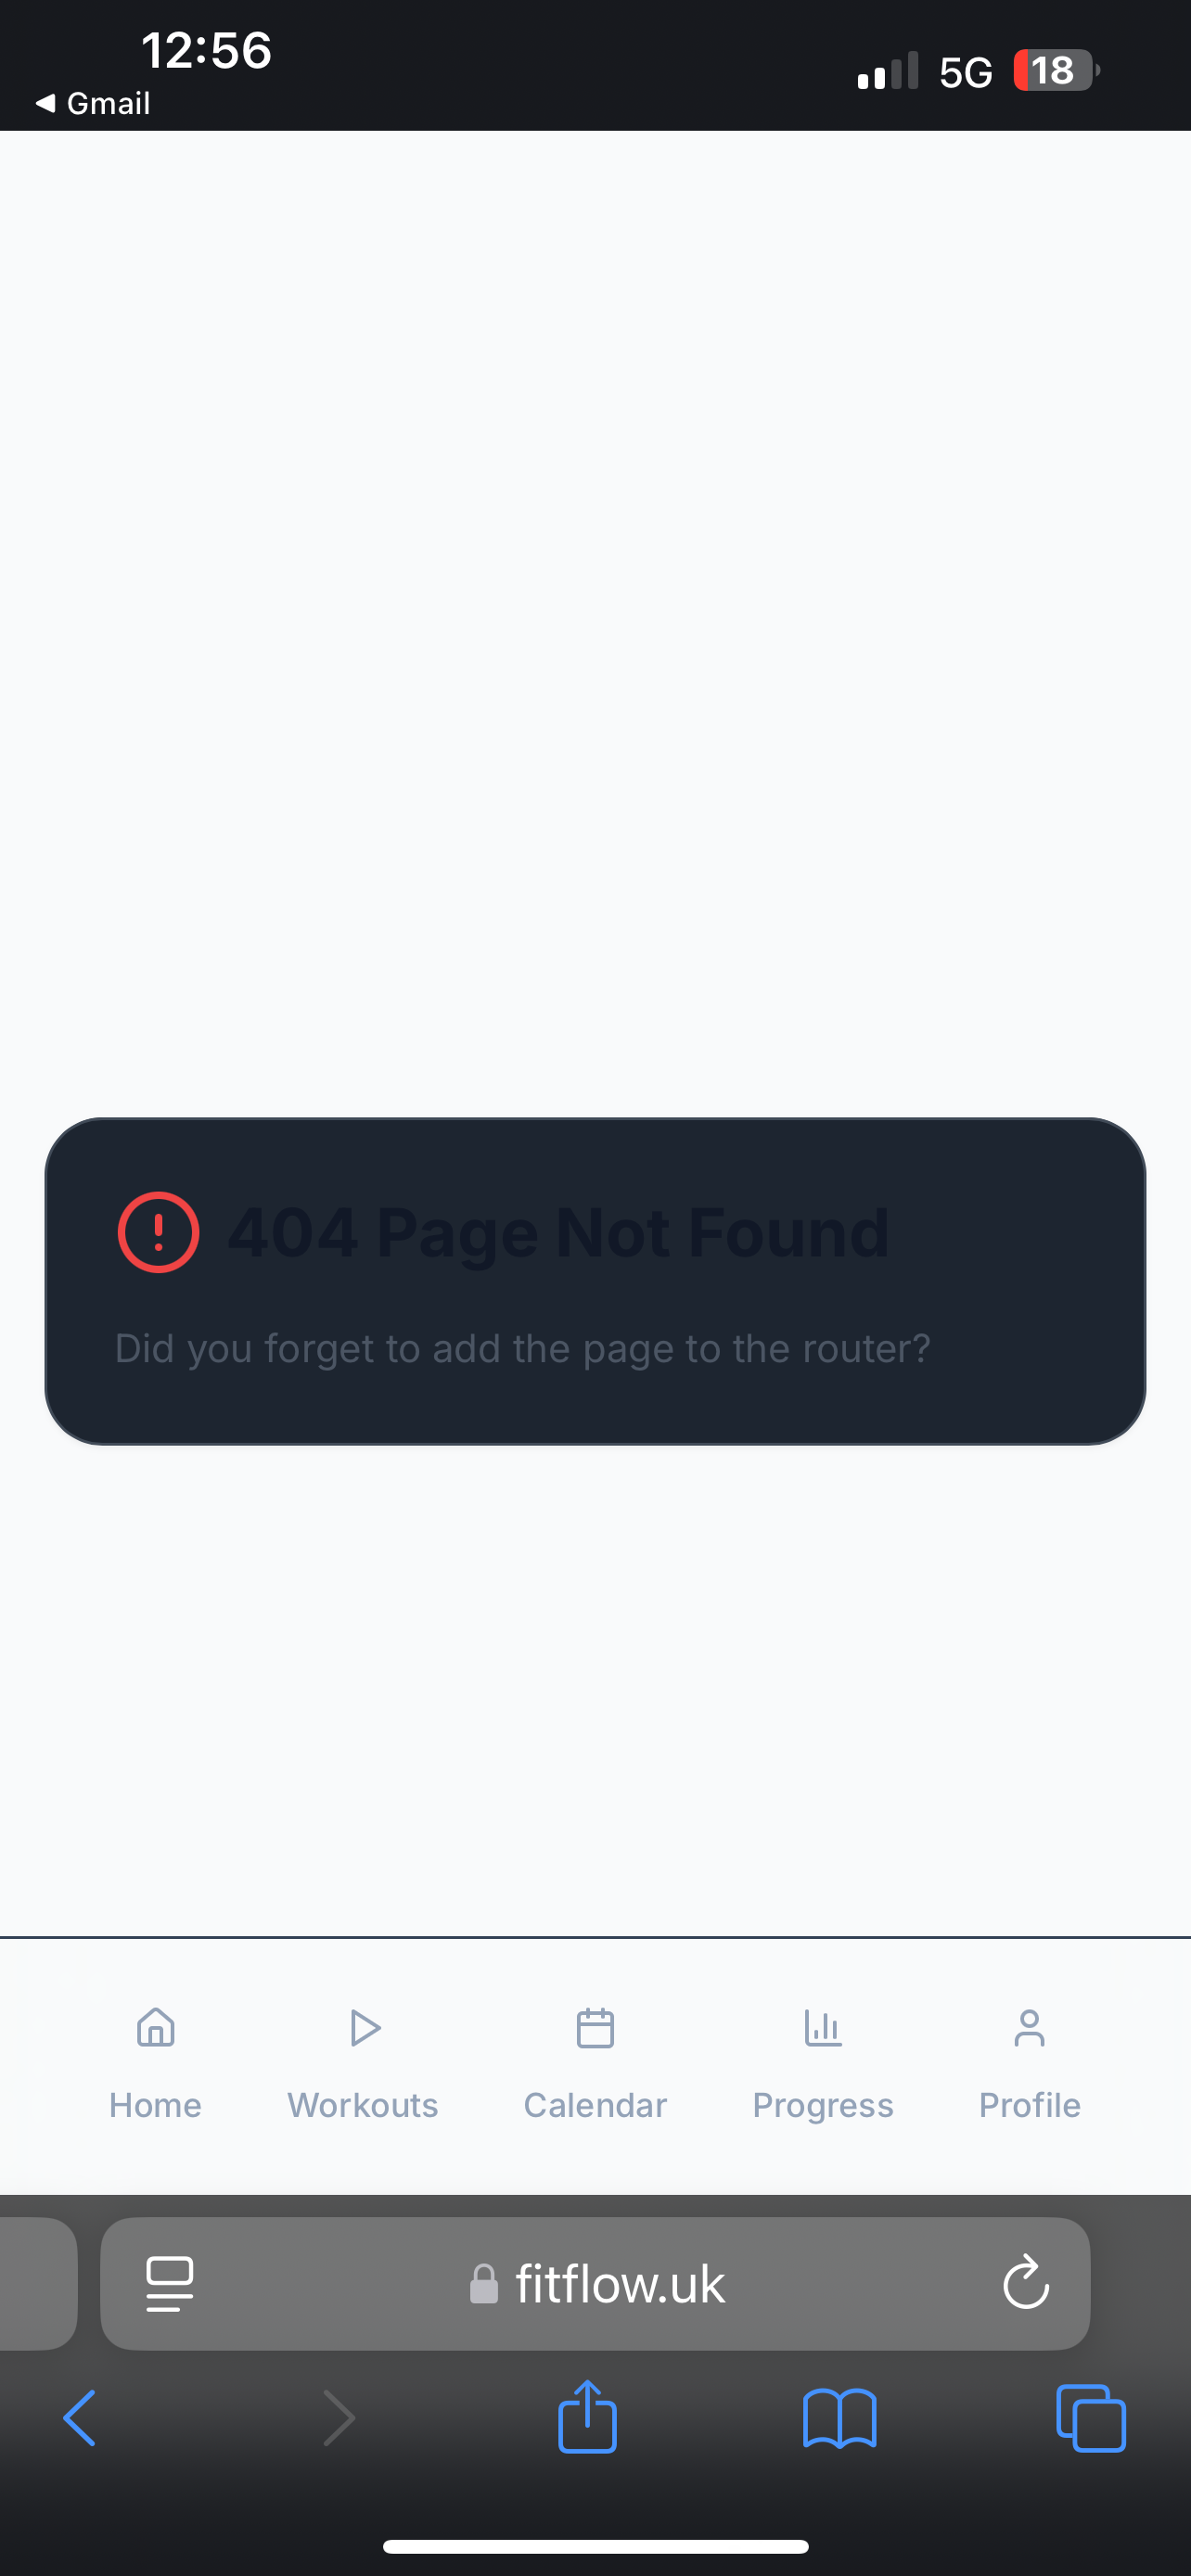 12:56
5G
18
Gmail
404 Page Not Found
Did you forget to add the page to the router?
Home
Workouts
Calendar
Progress
Profile
fitflow.uk